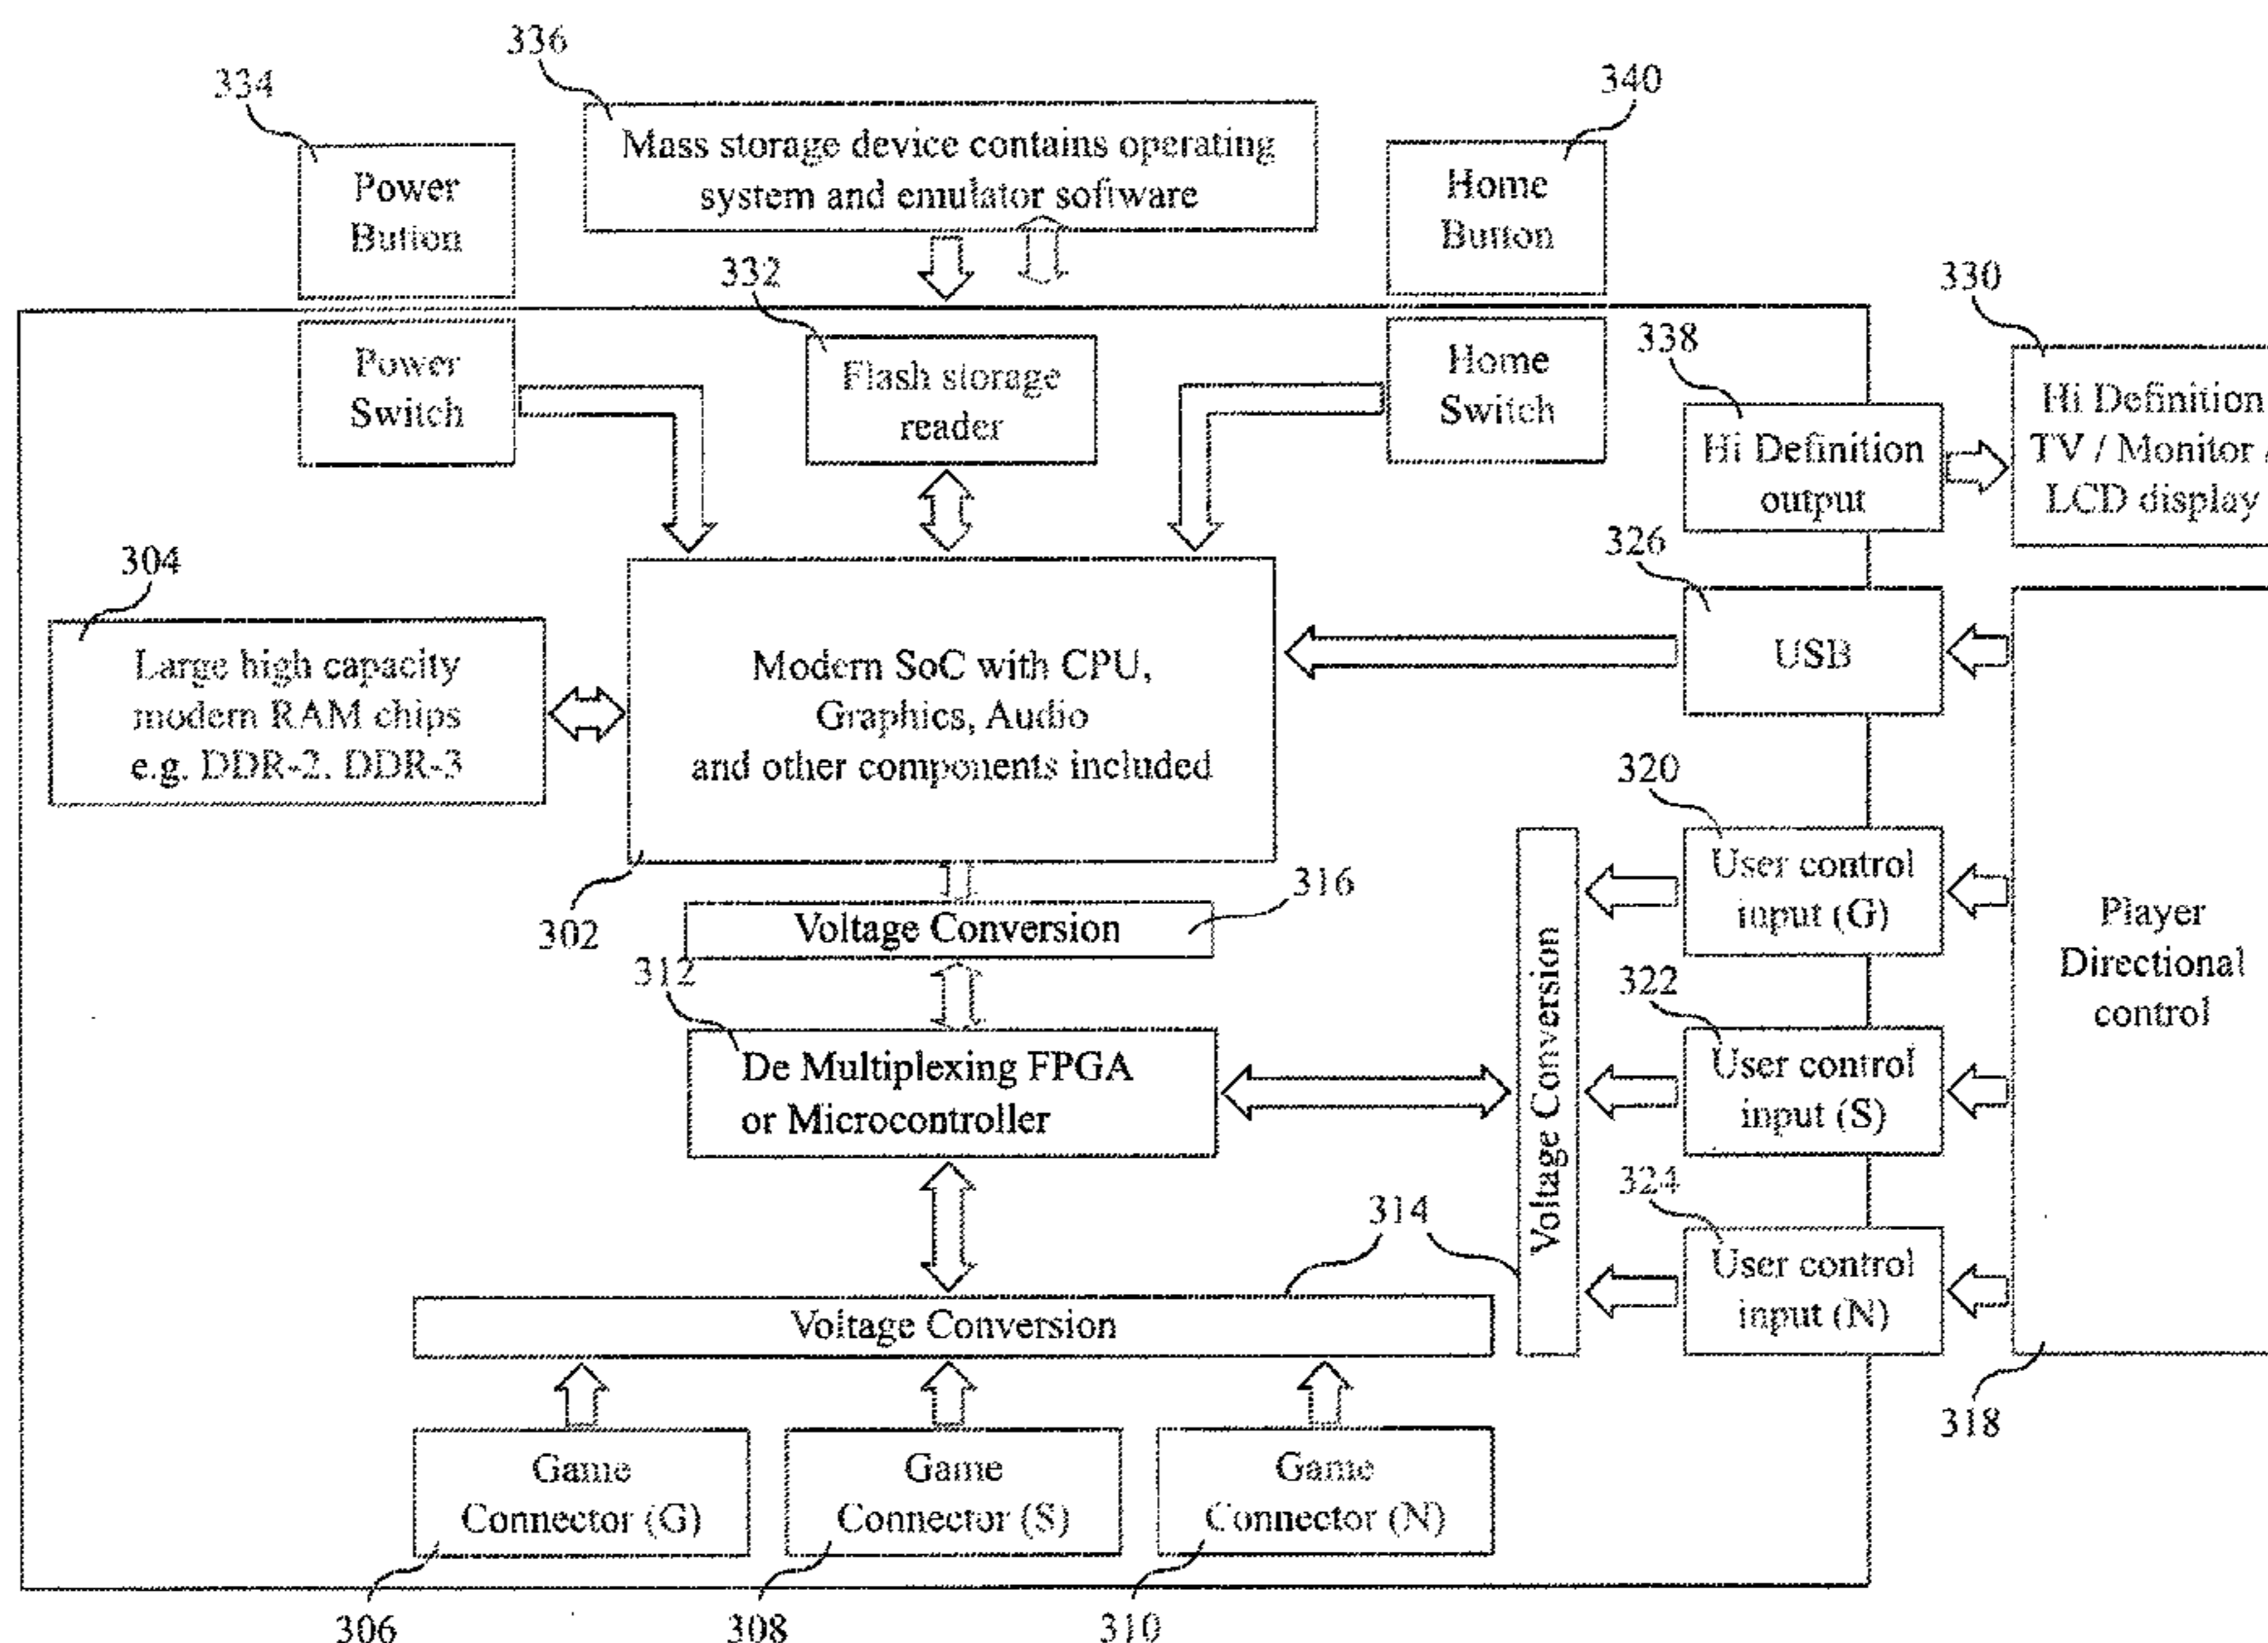 336
334
340
Mass storage device contains operating
system and emulator software
Power
Button
Home
Button
332
330
338
Power
Switch
Flash storage
reader
Home
Switch
Hi Definition
output
Hi Definition
TV / Monitor /
LCD display
326
304
USB
Large high capacity
modern RAM chips
e.g. DDR-2, DDR-3
Modern SoC with CPU,
Graphics, Audio
and other components included
320
User control
input (G)
316
302
Voltage Conversion
Player
Directional
control
312
322
De Multiplexing FPGA
or Microcontroller
Voltage Conversion
User control
input (S)
324
314
User control
input (N)
Voltage Conversion
318
Game
Connector (G)
Game
Connector (S)
Game
Connector (N)
306
308
310